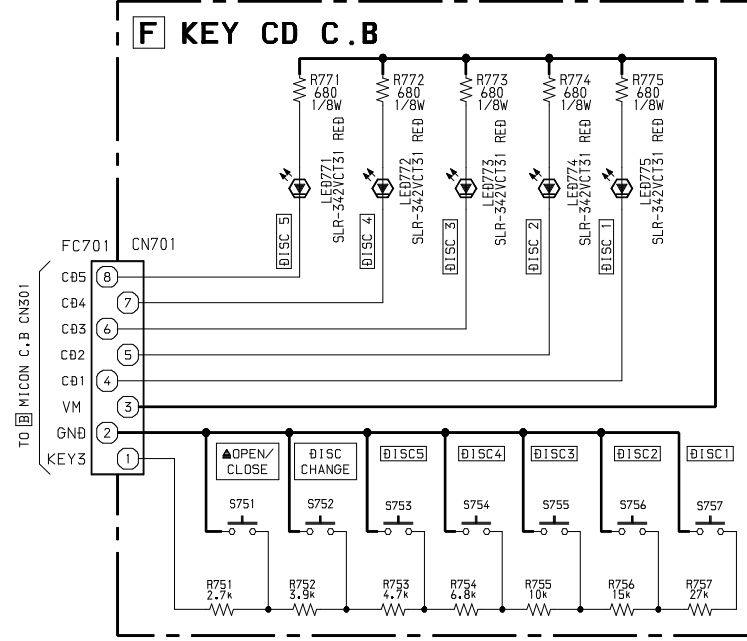 F KEY CD C.B
R771 680 1/8W
R772 680 1/8W
R773 680 1/8W
R774 680 1/8W
R775 680 1/8W
LED771 SLR-342VCT31 RED
LED772 SLR-342VCT31 RED
LED773 SLR-342VCT31 RED
LED774 SLR-342VCT31 RED
LED775 SLR-342VCT31 RED
DISC 5
DISC 4
DISC 3
DISC 2
DISC 1
FC701 CN701
TO B MICON C.B CN301
CD5 8
CD4 7
CD3 6
CD2 5
CD1 4
VM 3
GND 2
KEY3 1
▲OPEN/
CLOSE
DISC
CHANGE
DISC5
DISC4
DISC3
DISC2
DISC1
S751 S752 S753 S754 S755 S756 S757
R751 R752 R753 R754 R755 R756 R757
2.7k 3.9k 4.7k 6.8k 10k 15k 27k